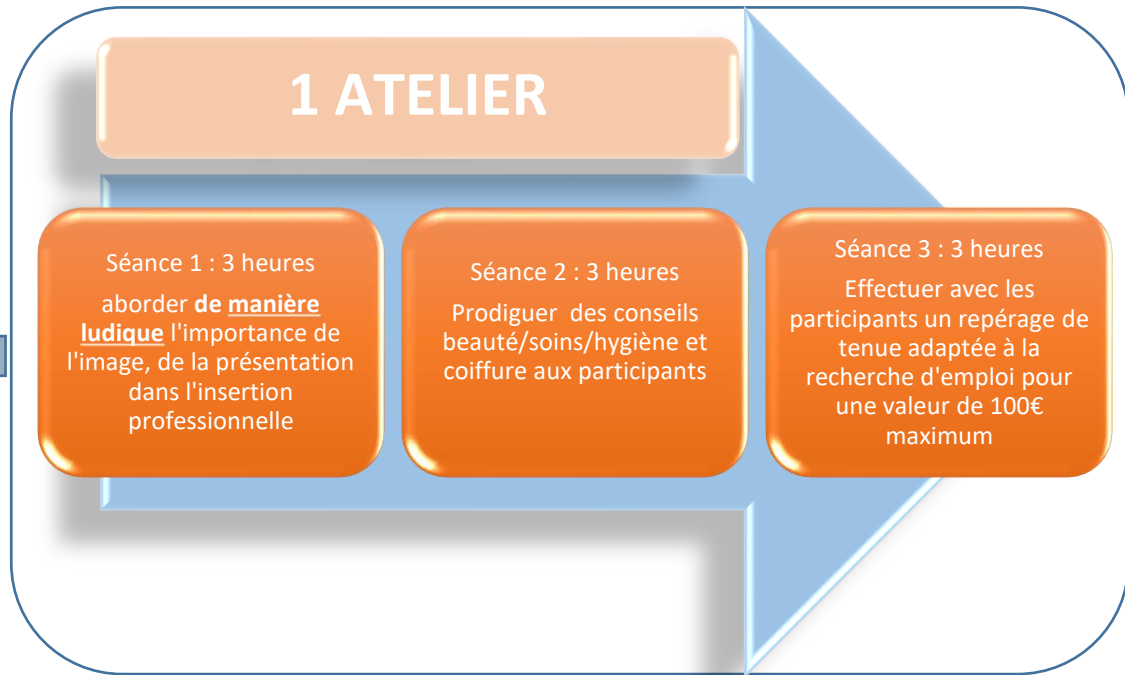 1 ATELIER
Séance 1 : 3 heures
aborder de manière
ludique l'importance de
l'image, de la présentation
dans l'insertion
professionnelle
Séance 2 : 3 heures
Prodiguer  des conseils
beauté/soins/hygiène et
coiffure aux participants
Séance 3 : 3 heures
Effectuer avec les
participants un repérage de
tenue adaptée à la
recherche d'emploi pour
une valeur de 100€
maximum